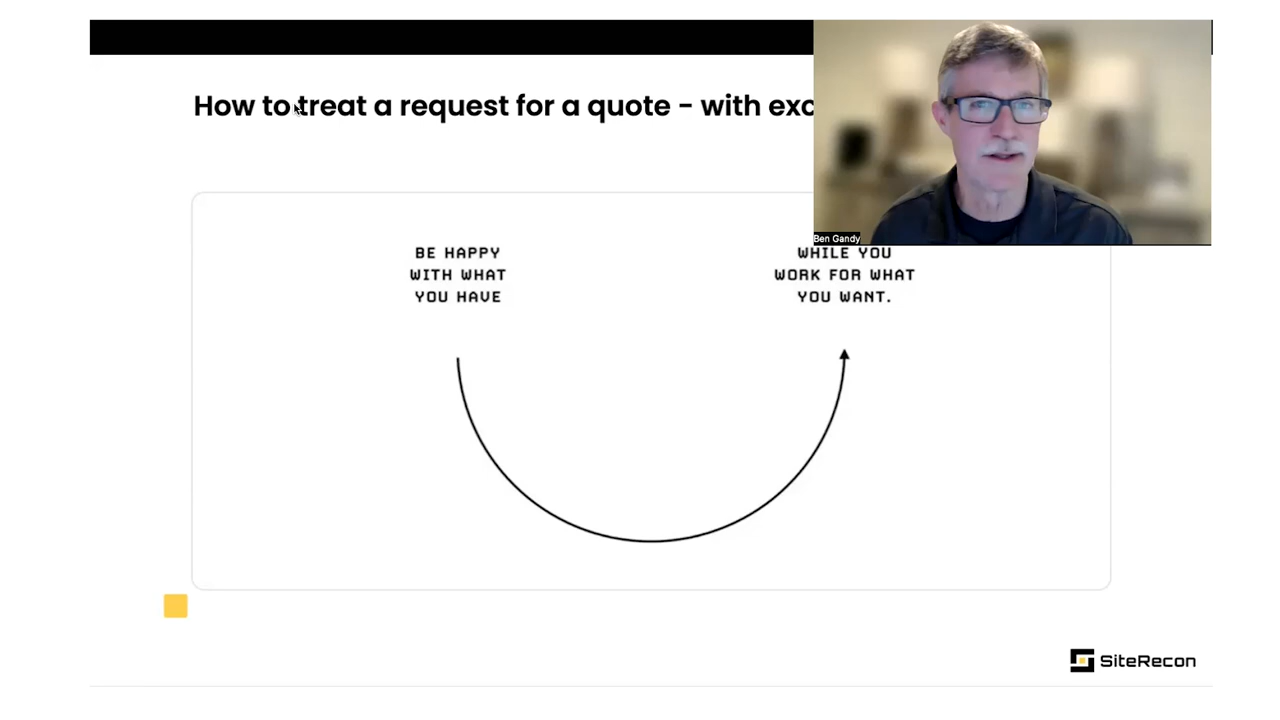 How to treat a request for a quote - with exc
Ben Gandy
BE HAPPY
WITH WHAT
YOU HAVE
WHILE YOU
WORK FOR WHAT
YOU WANT.
SiteRecon